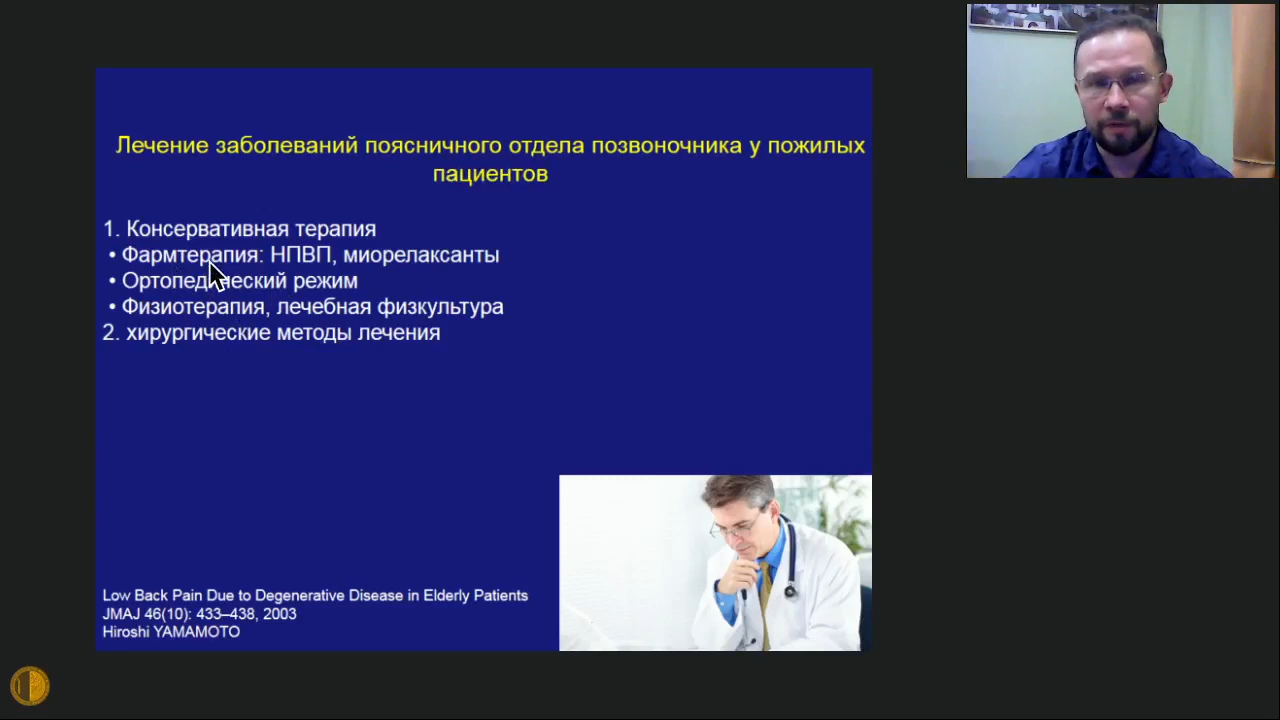 Лечение заболеваний поясничного отдела позвоночника у пожилых
пациентов
1. Консервативная терапия
• Фармтерапия: НПВП, миорелаксанты
• Ортопедический режим
• Физиотерапия, лечебная физкультура
2. хирургические методы лечения
Low Back Pain Due to Degenerative Disease in Elderly Patients
JMAJ 46(10): 433–438, 2003
Hiroshi YAMAMOTO